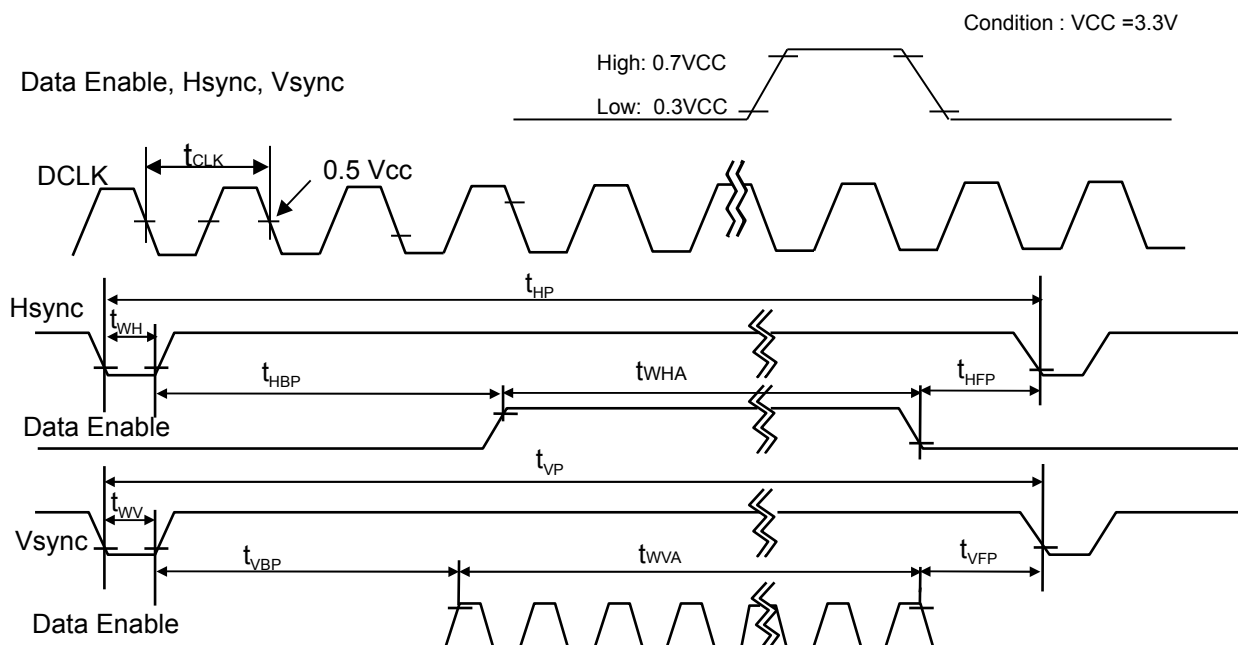 Condition : VCC =3.3V
High: 0.7VCC
Data Enable, Hsync, Vsync
Low: 0.3VCC
tCLK
0.5 Vcc
DCLK
tHP
Hsync
tWH
tHBP
tWHA
tHFP
Data Enable
tVP
tWV
Vsync
tVBP
tWVA
tVFP
Data Enable